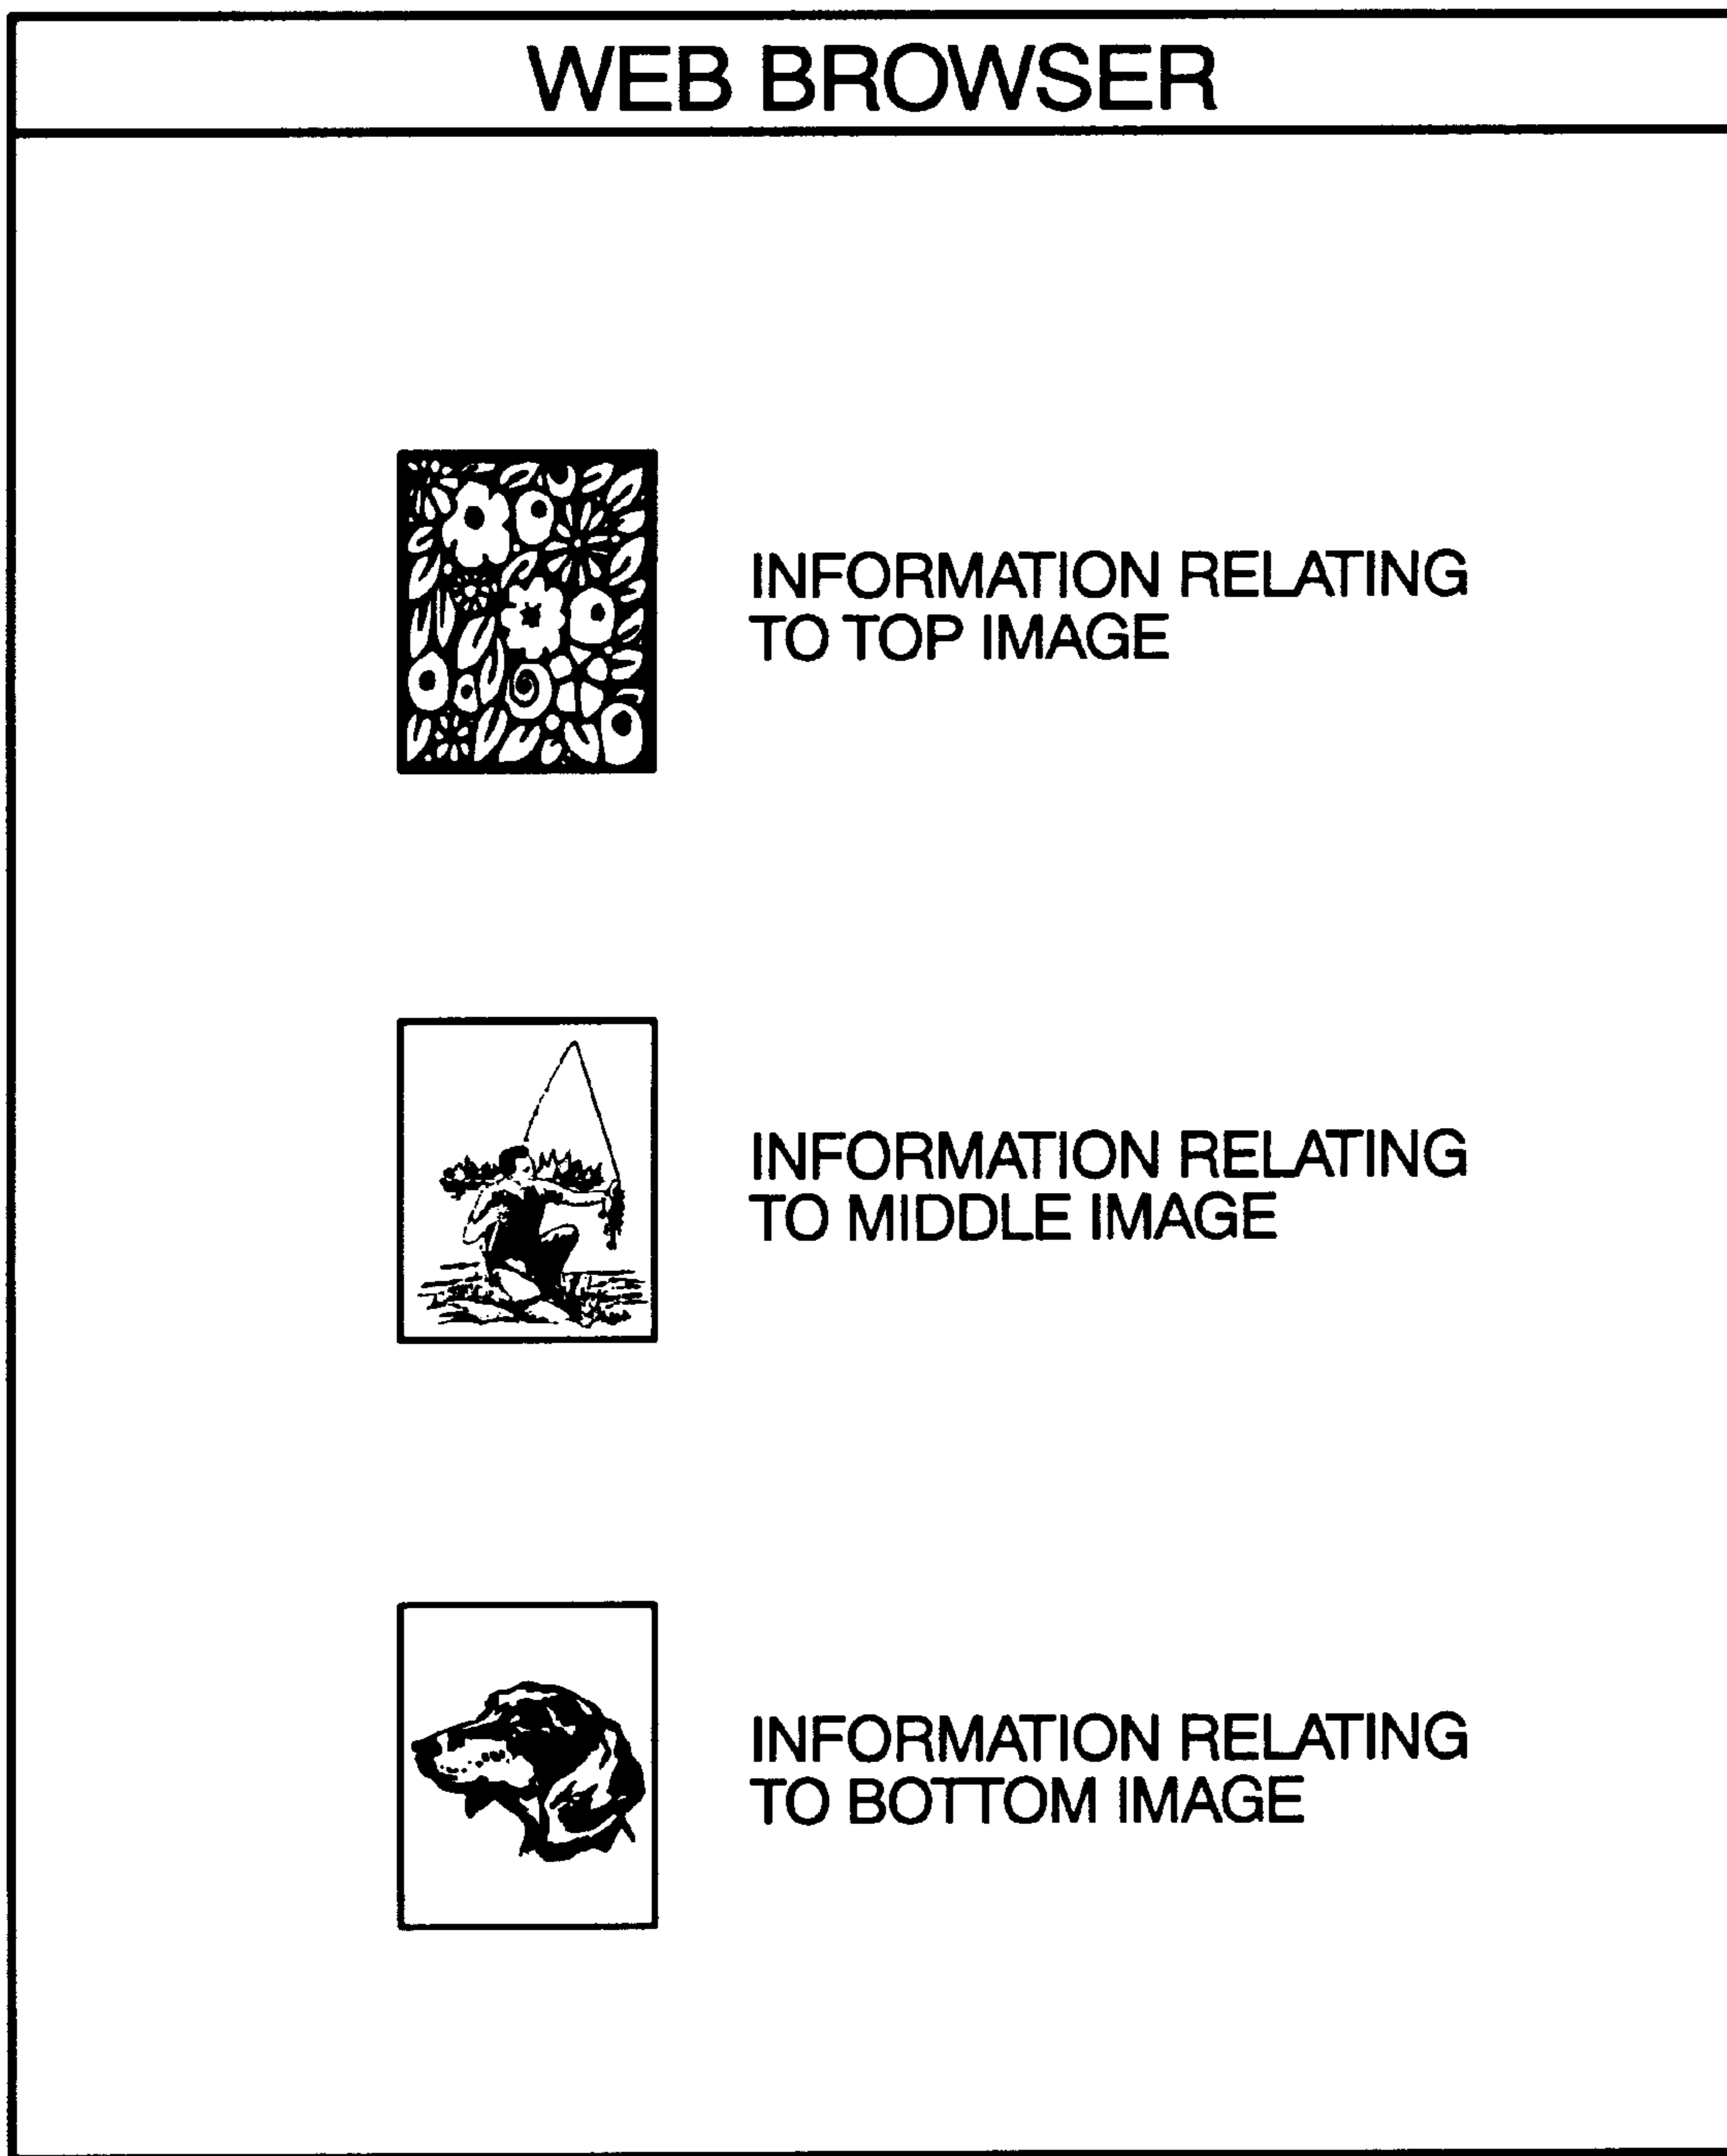 WEB BROWSER
INFORMATION RELATING
TO TOP IMAGE
INFORMATION RELATING
TO MIDDLE IMAGE
INFORMATION RELATING
TO BOTTOM IMAGE